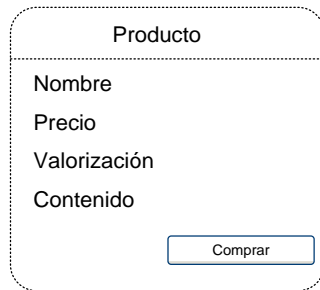 Producto
Nombre
Precio
Valorización
Contenido
Comprar